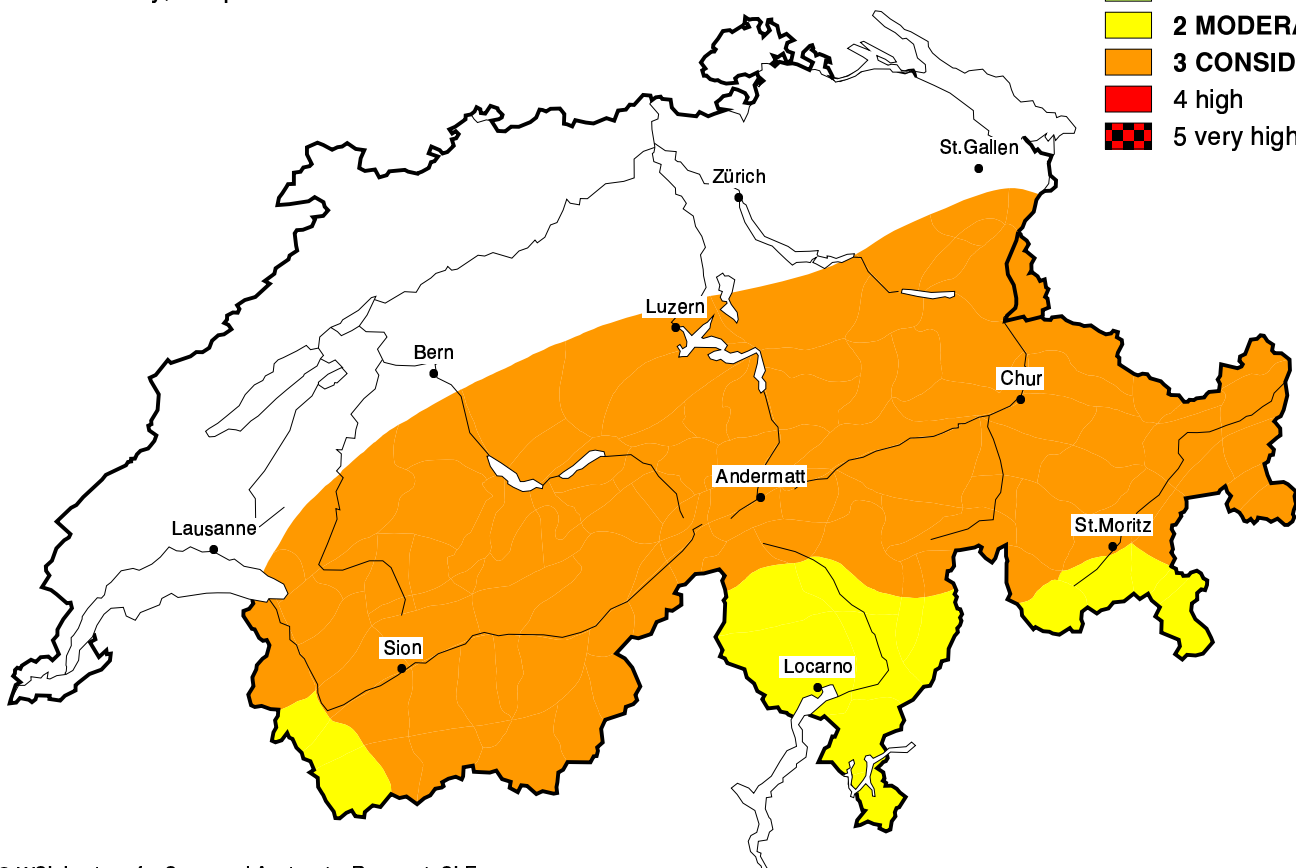 2 MODERA
3 CONSID
4 high
5 very high
St.Gallen
Zürich
Luzern
Bern
Chur
Andermatt
Lausanne
St.Moritz
Sion
Locarno